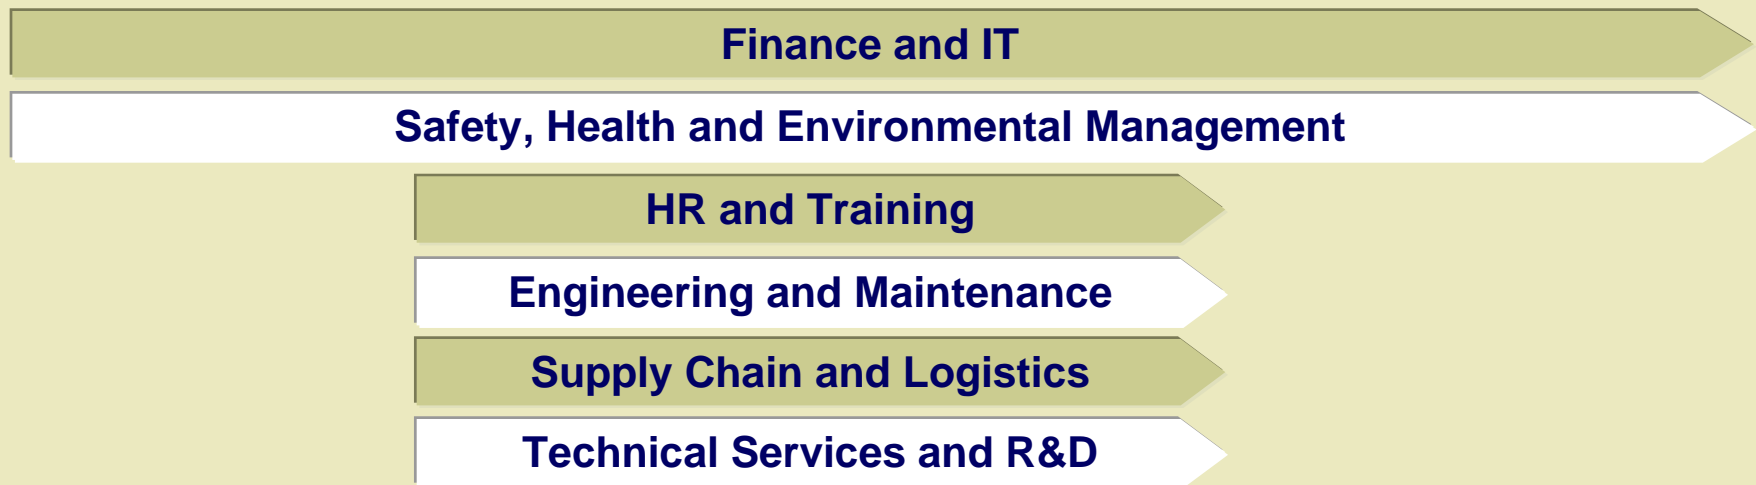 Finance and IT
Safety, Health and Environmental Management
HR and Training
Engineering and Maintenance
Supply Chain and Logistics
Technical Services and R&D